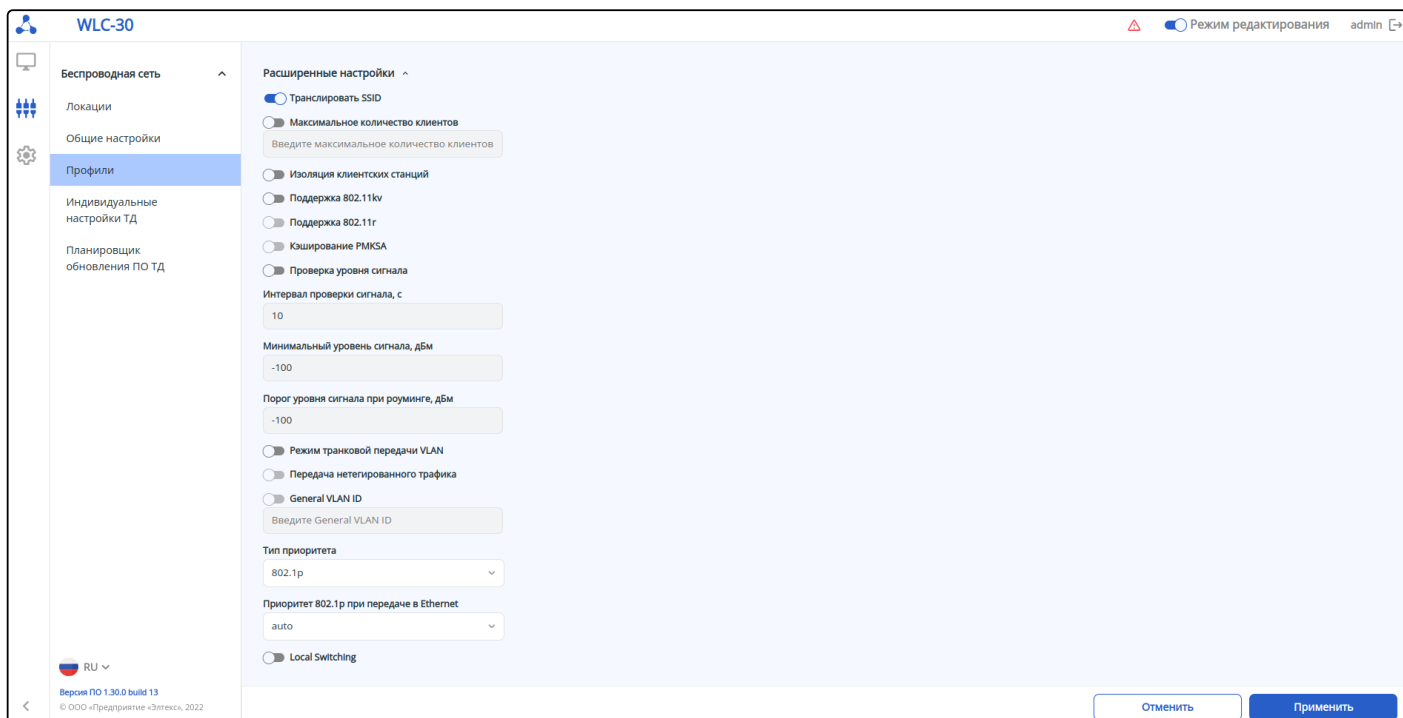 WLC-30
Режим редактирования
admin
Беспроводная сеть
Локации
Общие настройки
Профили
Индивидуальные
настройки ТД
Планировщик
обновления ПО ТД
RU
Версия ПО 1.30.0 build 13
© ООО «Предприятие «Элтекс», 2022
Расширенные настройки
Транслировать SSID
Максимальное количество клиентов
Введите максимальное количество клиентов
Изоляция клиентских станций
Поддержка 802.11kv
Поддержка 802.11r
Кэширование PMKSA
Проверка уровня сигнала
Интервал проверки сигнала, с
10
Минимальный уровень сигнала, дБм
-100
Порог уровня сигнала при роуминге, дБм
-100
Режим транковой передачи VLAN
Передача нетегированного трафика
General VLAN ID
Введите General VLAN ID
Тип приоритета
802.1p
Приоритет 802.1p при передаче в Ethernet
auto
Local Switching
Отменить
Применить